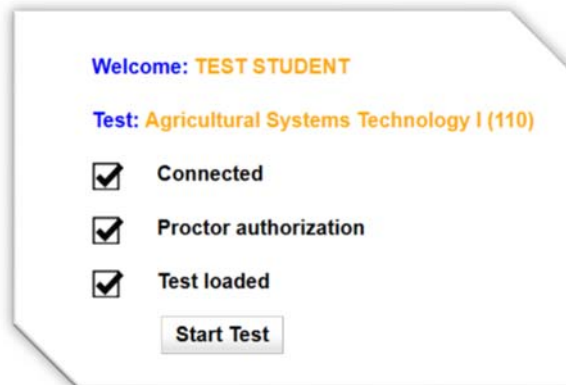 Welcome: TEST STUDENT
Test: Agricultural Systems Technology I (110)
Connected
Proctor authorization
Test loaded
Start Test